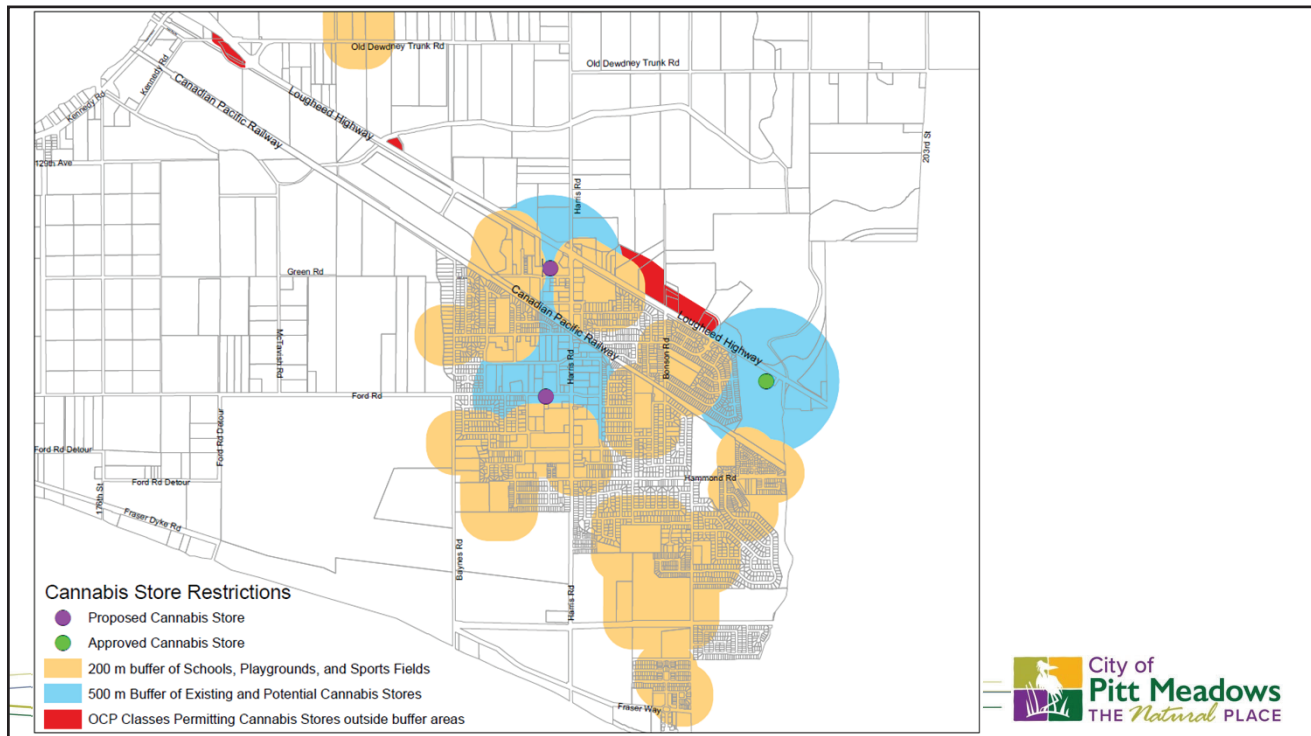 Old Dewdney Trunk Rd
Old Dewdney Trunk Rd
Kennedy Rd
Kennedy Rd
Canadian Pacific Railway
Lougheed Highway
129th Ave
203rd St
Harris Rd
Green Rd
McTavish Rd
Canadian Pacific Railway
Lougheed Highway
Bonson Rd
Harris Rd
Ford Rd
Ford Rd Detour
Ford Rd Detour
Ford Rd Detour
176th St
Hammond Rd
Fraser Dyke Rd
Baynes Rd
Harris Rd
Fraser Way
Cannabis Store Restrictions
Proposed Cannabis Store
Approved Cannabis Store
200 m buffer of Schools, Playgrounds, and Sports Fields
500 m Buffer of Existing and Potential Cannabis Stores
OCP Classes Permitting Cannabis Stores outside buffer areas
City of
Pitt Meadows
THE Natural PLACE